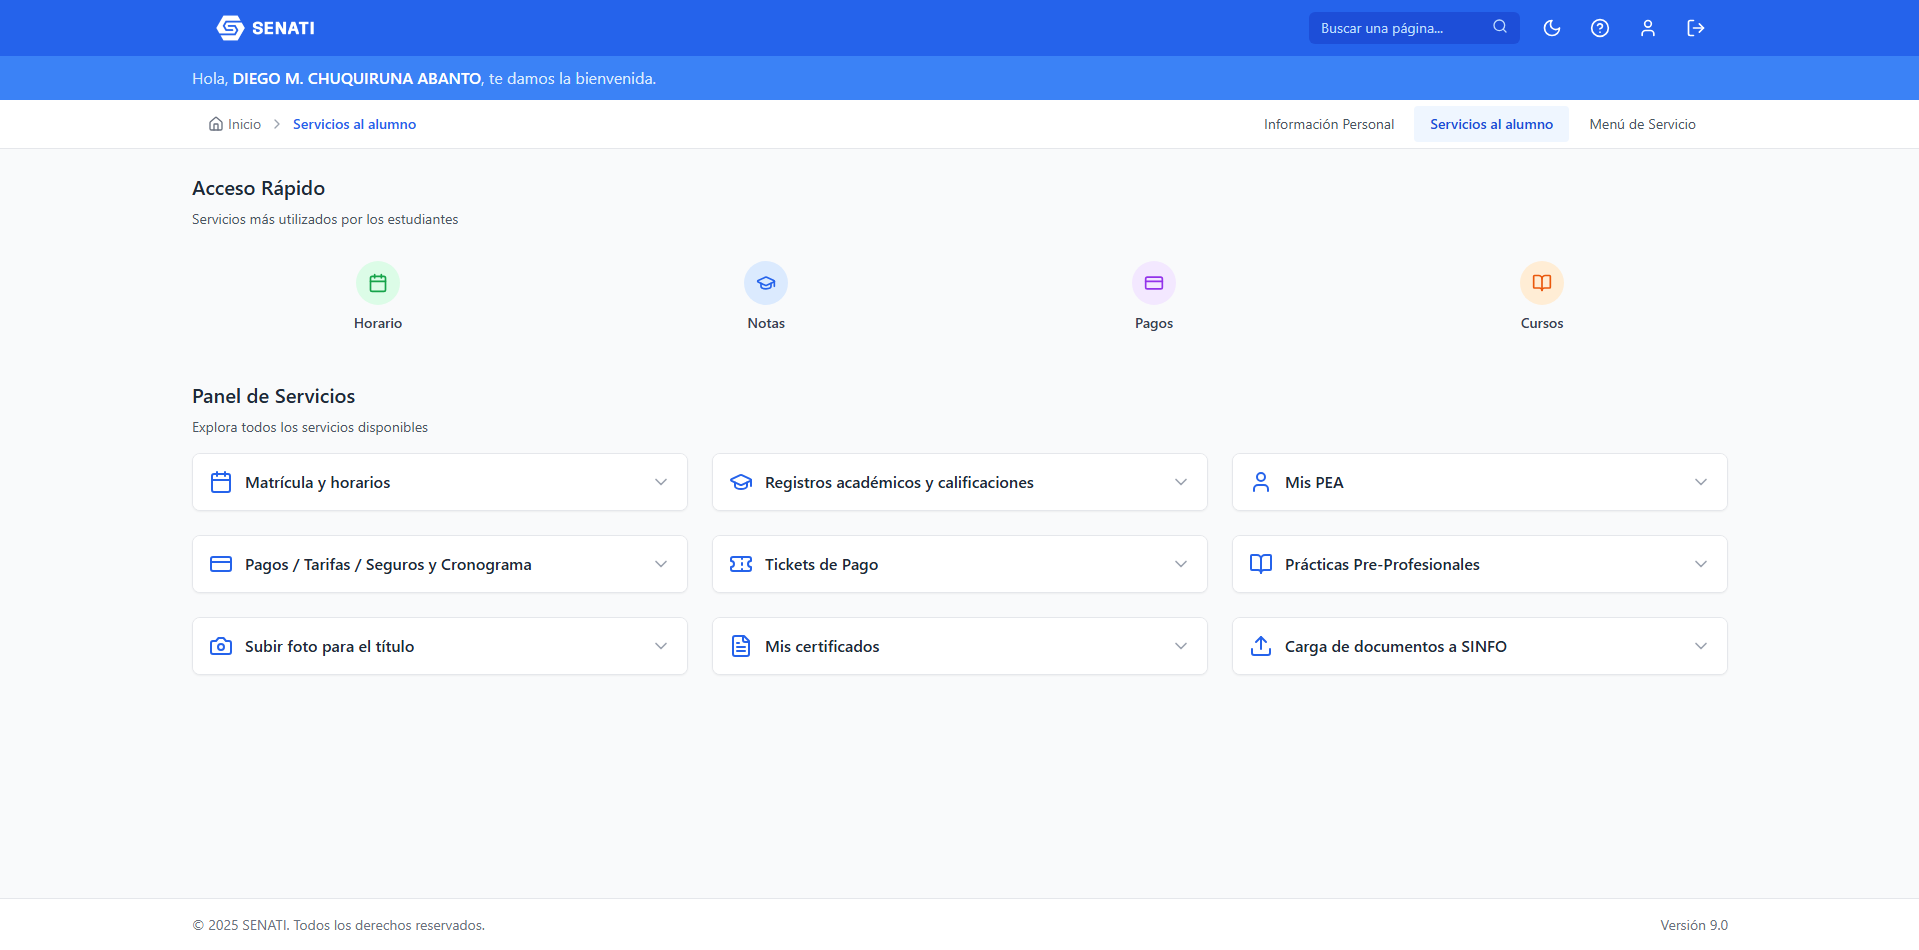 SENATI
Buscar una página...
Hola, DIEGO M. CHUQUIRUNA ABANTO, te damos la bienvenida.
Inicio > Servicios al alumno
Información Personal
Servicios al alumno
Menú de Servicio
Acceso Rápido
Servicios más utilizados por los estudiantes
Horario
Notas
Pagos
Cursos
Panel de Servicios
Explora todos los servicios disponibles
Matrícula y horarios
Registros académicos y calificaciones
Mis PEA
Pagos / Tarifas / Seguros y Cronograma
Tickets de Pago
Prácticas Pre-Profesionales
Subir foto para el título
Mis certificados
Carga de documentos a SINFO
© 2025 SENATI. Todos los derechos reservados.
Versión 9.0